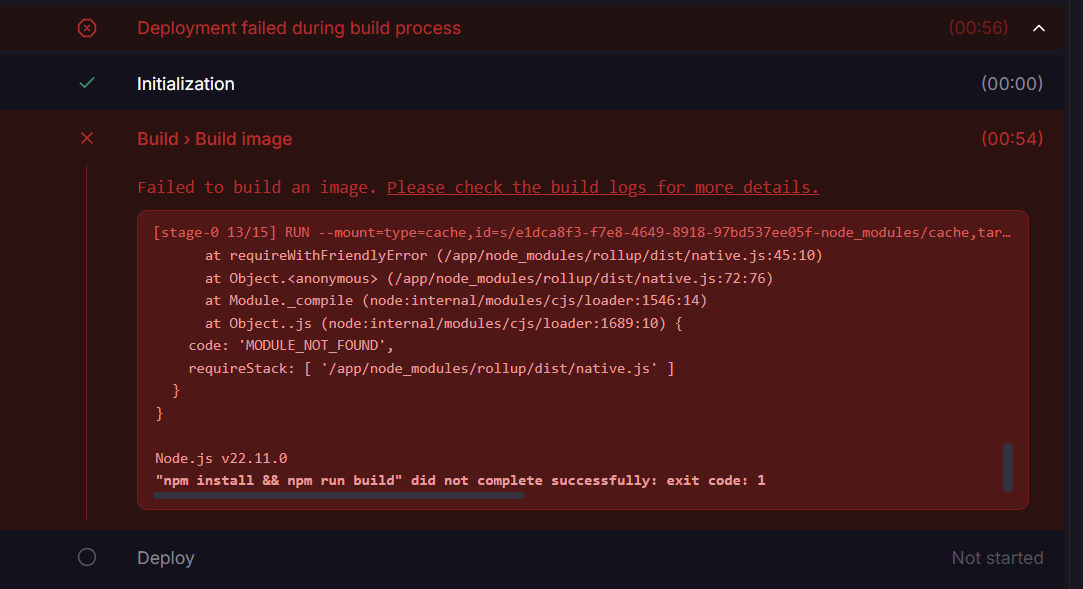 Deployment failed during build process (00:56)
Initialization (00:00)
Build › Build image (00:54)
Failed to build an image. Please check the build logs for more details.
[stage-0 13/15] RUN --mount=type=cache,id=s/e1dca8f3-f7e8-4649-8918-97bd537ee05f-node_modules/cache,tar…
at requireWithFriendlyError (/app/node_modules/rollup/dist/native.js:45:10)
at Object.<anonymous> (/app/node_modules/rollup/dist/native.js:72:76)
at Module._compile (node:internal/modules/cjs/loader:1546:14)
at Object..js (node:internal/modules/cjs/loader:1689:10) {
code: 'MODULE_NOT_FOUND',
requireStack: [ '/app/node_modules/rollup/dist/native.js' ]
}
}
Node.js v22.11.0
"npm install && npm run build" did not complete successfully: exit code: 1
Deploy Not started